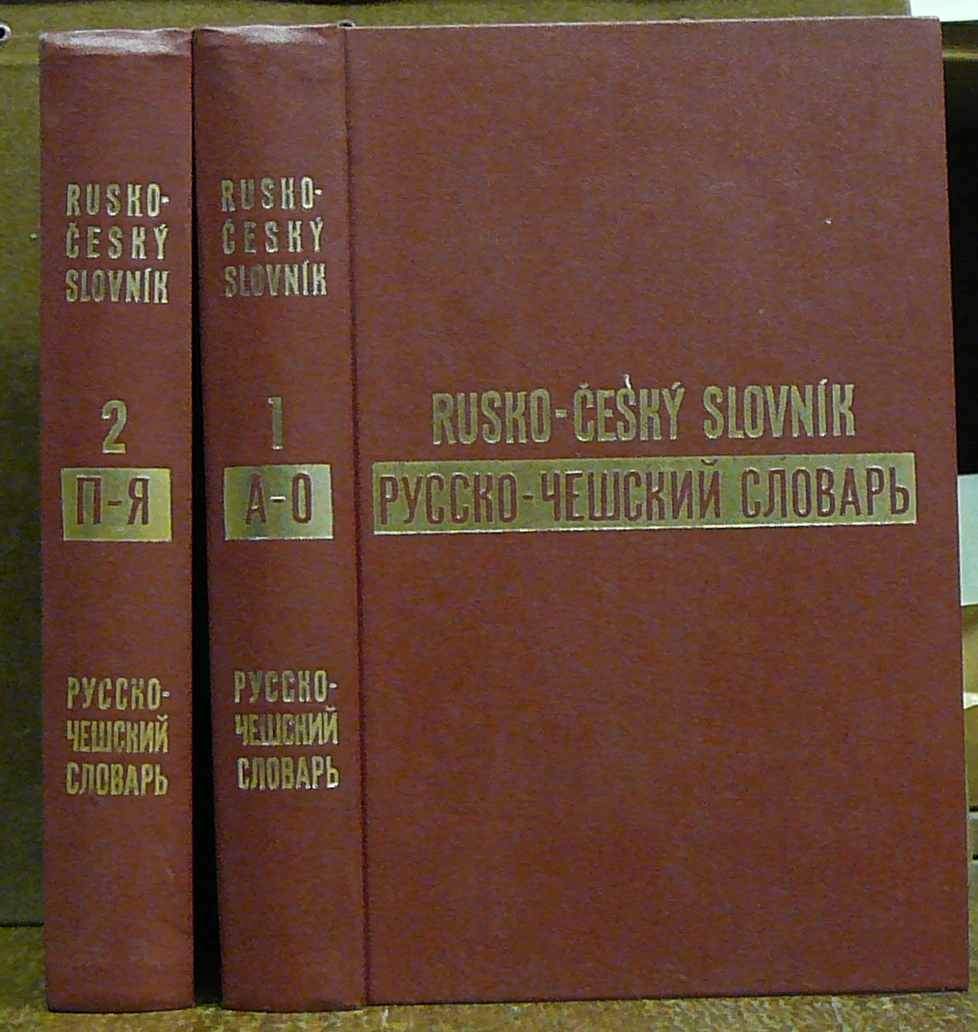 RUSKO-
ČESKÝ
SLOVNÍK
2
П-Я
РУССКО-
ЧЕШСКИЙ
СЛОВАРЬ
RUSKO-
ČESKÝ
SLOVNÍK
1
А-О
РУССКО-
ЧЕШСКИЙ
СЛОВАРЬ
RUSKO-ČESKÝ SLOVNÍK
РУССКО-ЧЕШСКИЙ СЛОВАРЬ